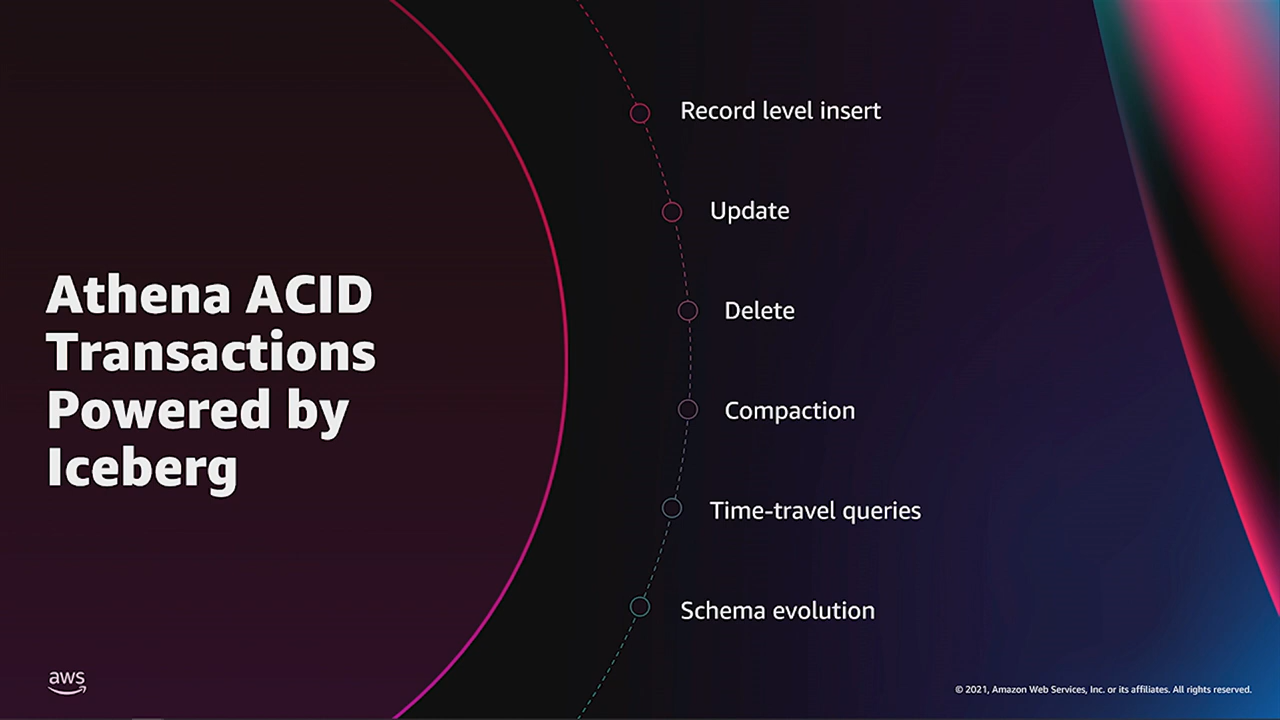 Athena ACID
Transactions
Powered by
Iceberg
Record level insert
Update
Delete
Compaction
Time-travel queries
Schema evolution
aws
© 2021, Amazon Web Services, Inc. or its affiliates. All rights reserved.